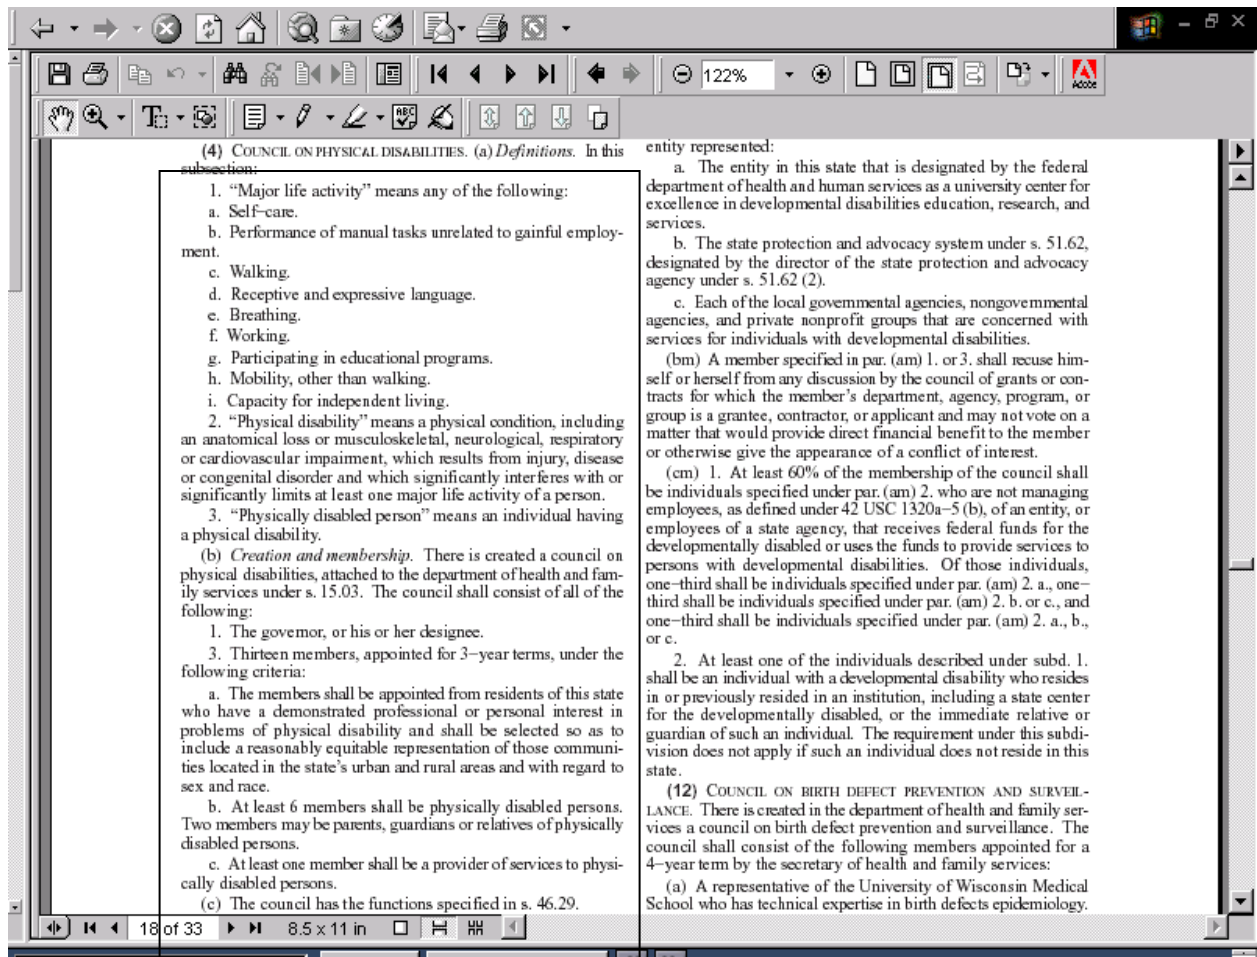 122%
Adobe
(4) COUNCIL ON PHYSICAL DISABILITIES. (a) Definitions. In this
subsection:
1. “Major life activity” means any of the following:
a. Self−care.
b. Performance of manual tasks unrelated to gainful employ-
ment.
c. Walking.
d. Receptive and expressive language.
e. Breathing.
f. Working.
g. Participating in educational programs.
h. Mobility, other than walking.
i. Capacity for independent living.
2. “Physical disability” means a physical condition, including
an anatomical loss or musculoskeletal, neurological, respiratory
or cardiovascular impairment, which results from injury, disease
or congenital disorder and which significantly interferes with or
significantly limits at least one major life activity of a person.
3. “Physically disabled person” means an individual having
a physical disability.
(b) Creation and membership. There is created a council on
physical disabilities, attached to the department of health and fam-
ily services under s. 15.03. The council shall consist of all of the
following:
1. The governor, or his or her designee.
3. Thirteen members, appointed for 3−year terms, under the
following criteria:
a. The members shall be appointed from residents of this state
who have a demonstrated professional or personal interest in
problems of physical disability and shall be selected so as to
include a reasonably equitable representation of those communi-
ties located in the state’s urban and rural areas and with regard to
sex and race.
b. At least 6 members shall be physically disabled persons.
Two members may be parents, guardians or relatives of physically
disabled persons.
c. At least one member shall be a provider of services to physi-
cally disabled persons.
(c) The council has the functions specified in s. 46.29.
entity represented:
a. The entity in this state that is designated by the federal
department of health and human services as a university center for
excellence in developmental disabilities education, research, and
services.
b. The state protection and advocacy system under s. 51.62,
designated by the director of the state protection and advocacy
agency under s. 51.62 (2).
c. Each of the local governmental agencies, nongovernmental
agencies, and private nonprofit groups that are concerned with
services for individuals with developmental disabilities.
(bm) A member specified in par. (am) 1. or 3. shall recuse him-
self or herself from any discussion by the council of grants or con-
tracts for which the member’s department, agency, program, or
group is a grantee, contractor, or applicant and may not vote on a
matter that would provide direct financial benefit to the member
or otherwise give the appearance of a conflict of interest.
(cm) 1. At least 60% of the membership of the council shall
be individuals specified under par. (am) 2. who are not managing
employees, as defined under 42 USC 1320a−5 (b), of an entity, or
employees of a state agency, that receives federal funds for the
developmentally disabled or uses the funds to provide services to
persons with developmental disabilities. Of those individuals,
one−third shall be individuals specified under par. (am) 2. a., one−
third shall be individuals specified under par. (am) 2. b. or c., and
one−third shall be individuals specified under par. (am) 2. a., b.,
or c.
2. At least one of the individuals described under subd. 1.
shall be an individual with a developmental disability who resides
in or previously resided in an institution, including a state center
for the developmentally disabled, or the immediate relative or
guardian of such an individual. The requirement under this subdi-
vision does not apply if such an individual does not reside in this
state.
(12) COUNCIL ON BIRTH DEFECT PREVENTION AND SURVEIL-
LANCE. There is created in the department of health and family ser-
vices a council on birth defect prevention and surveillance. The
council shall consist of the following members appointed for a
4−year term by the secretary of health and family services:
(a) A representative of the University of Wisconsin Medical
School who has technical expertise in birth defects epidemiology.
18 of 33
8.5 x 11 in